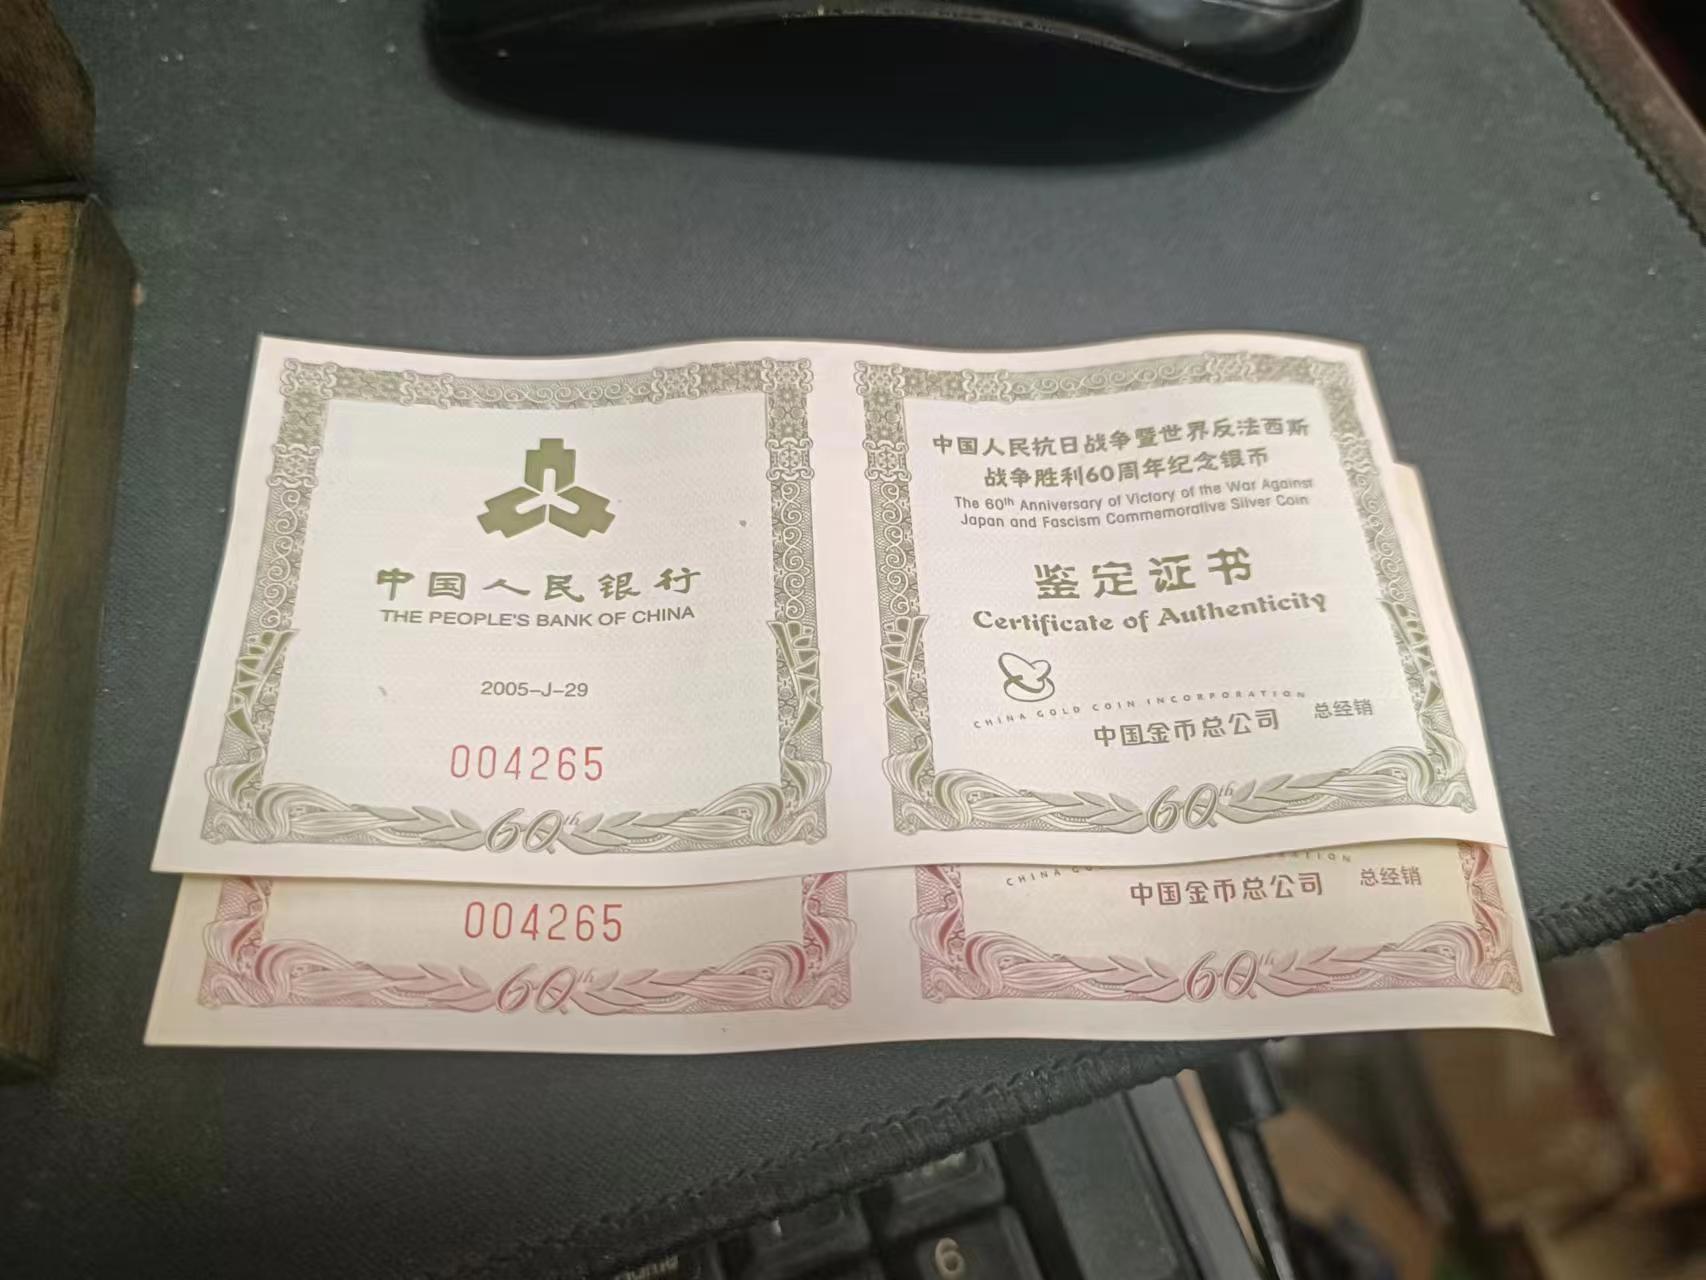 中国人民银行
THE PEOPLE'S BANK OF CHINA
2005-J-29
004265
60th
中国人民抗日战争暨世界反法西斯
战争胜利60周年纪念银币
The 60th Anniversary of Victory of the War Against
Japan and Fascism Commemorative Silver Coin
鉴定证书
Certificate of Authenticity
CHINA GOLD COIN INCORPORATION
中国金币总公司 总经销
60th
004265
60th
CHINA
中国金币总公司 总经销
60th
6